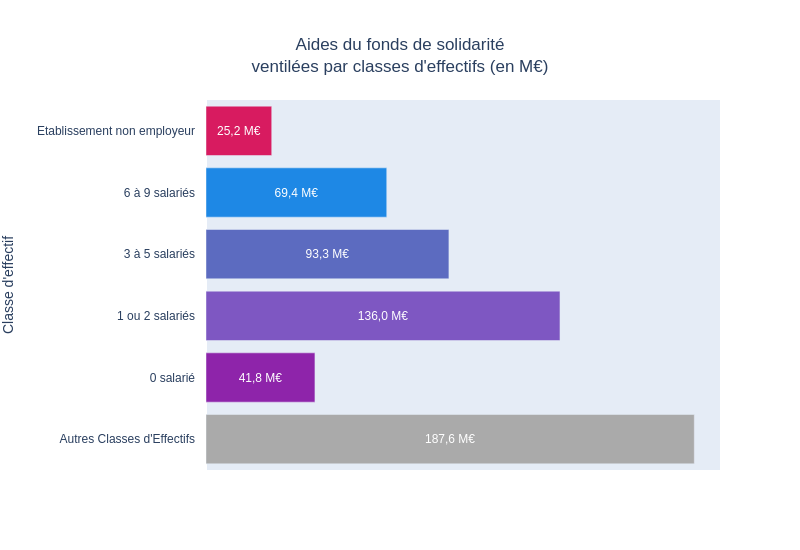 Aides du fonds de solidarité
ventilées par classes d'effectifs (en M€)
Classe d'effectif
Etablissement non employeur
25,2 M€
6 à 9 salariés
69,4 M€
3 à 5 salariés
93,3 M€
1 ou 2 salariés
136,0 M€
0 salarié
41,8 M€
Autres Classes d'Effectifs
187,6 M€